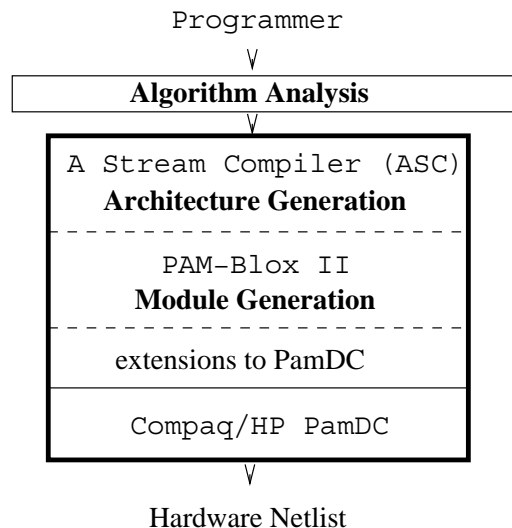 Programmer
Algorithm Analysis
A Stream Compiler (ASC)
Architecture Generation
PAM-Blox II
Module Generation
extensions to PamDC
Compaq/HP PamDC
Hardware Netlist